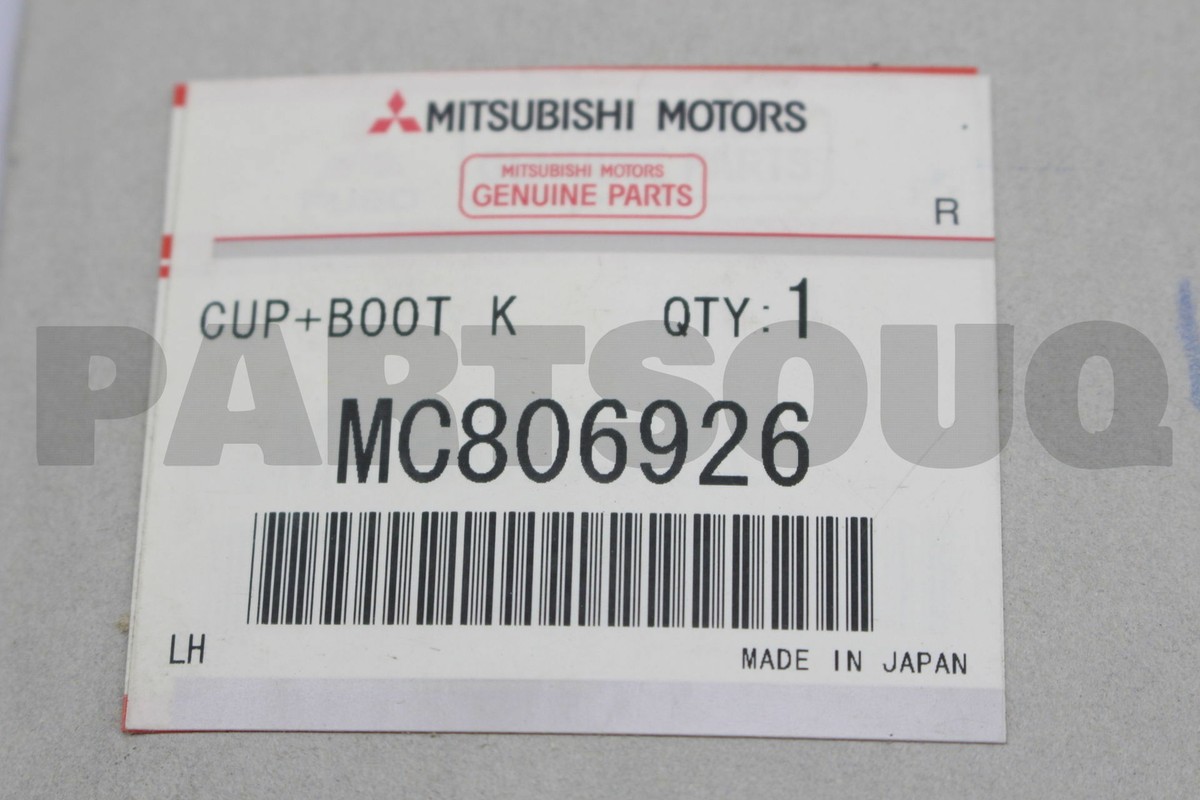 MITSUBISHI MOTORS
MITSUBISHI MOTORS
GENUINE PARTS
R
CUP+BOOT K QTY:1
PARTSOUQ
MC806926
LH
MADE IN JAPAN